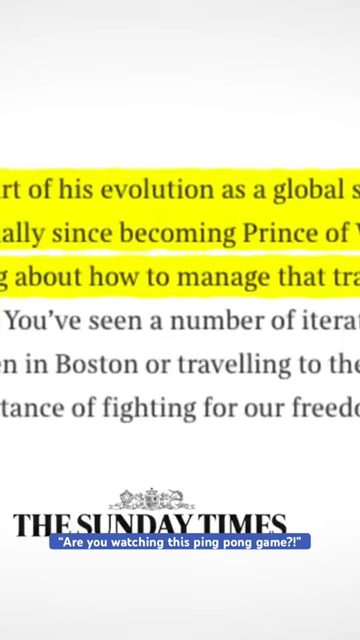 rt of his evolution as a global s
ally since becoming Prince of
g about how to manage that tra
You've seen a number of iterat
en in Boston or travelling to the
tance of fighting for our freedo
THE SUNDAY TIMES
"Are you watching this ping pong game?!"